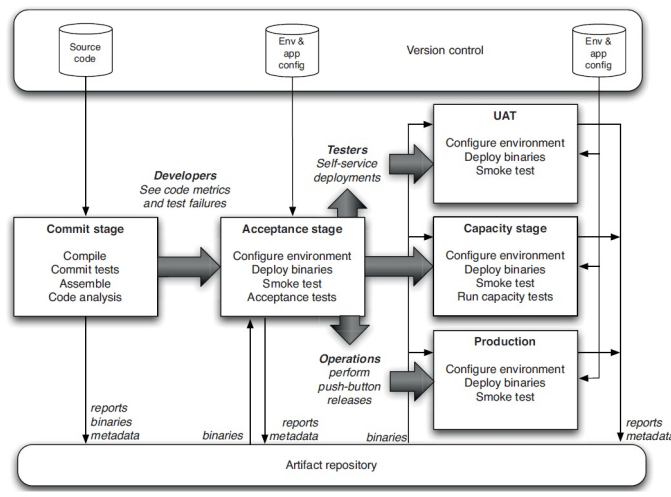 Source
code
Env &
app
config
Version control
Env &
app
config
Developers
See code metrics
and test failures
Testers
Self-service
deployments
UAT
Configure environment
Deploy binaries
Smoke test
Commit stage
Compile
Commit tests
Assemble
Code analysis
Acceptance stage
Configure environment
Deploy binaries
Smoke test
Acceptance tests
Capacity stage
Configure environment
Deploy binaries
Smoke test
Run capacity tests
Operations
perform
push-button
releases
Production
Configure environment
Deploy binaries
Smoke test
reports
binaries
metadata
binaries
reports
metadata
binaries
reports
metadata
Artifact repository